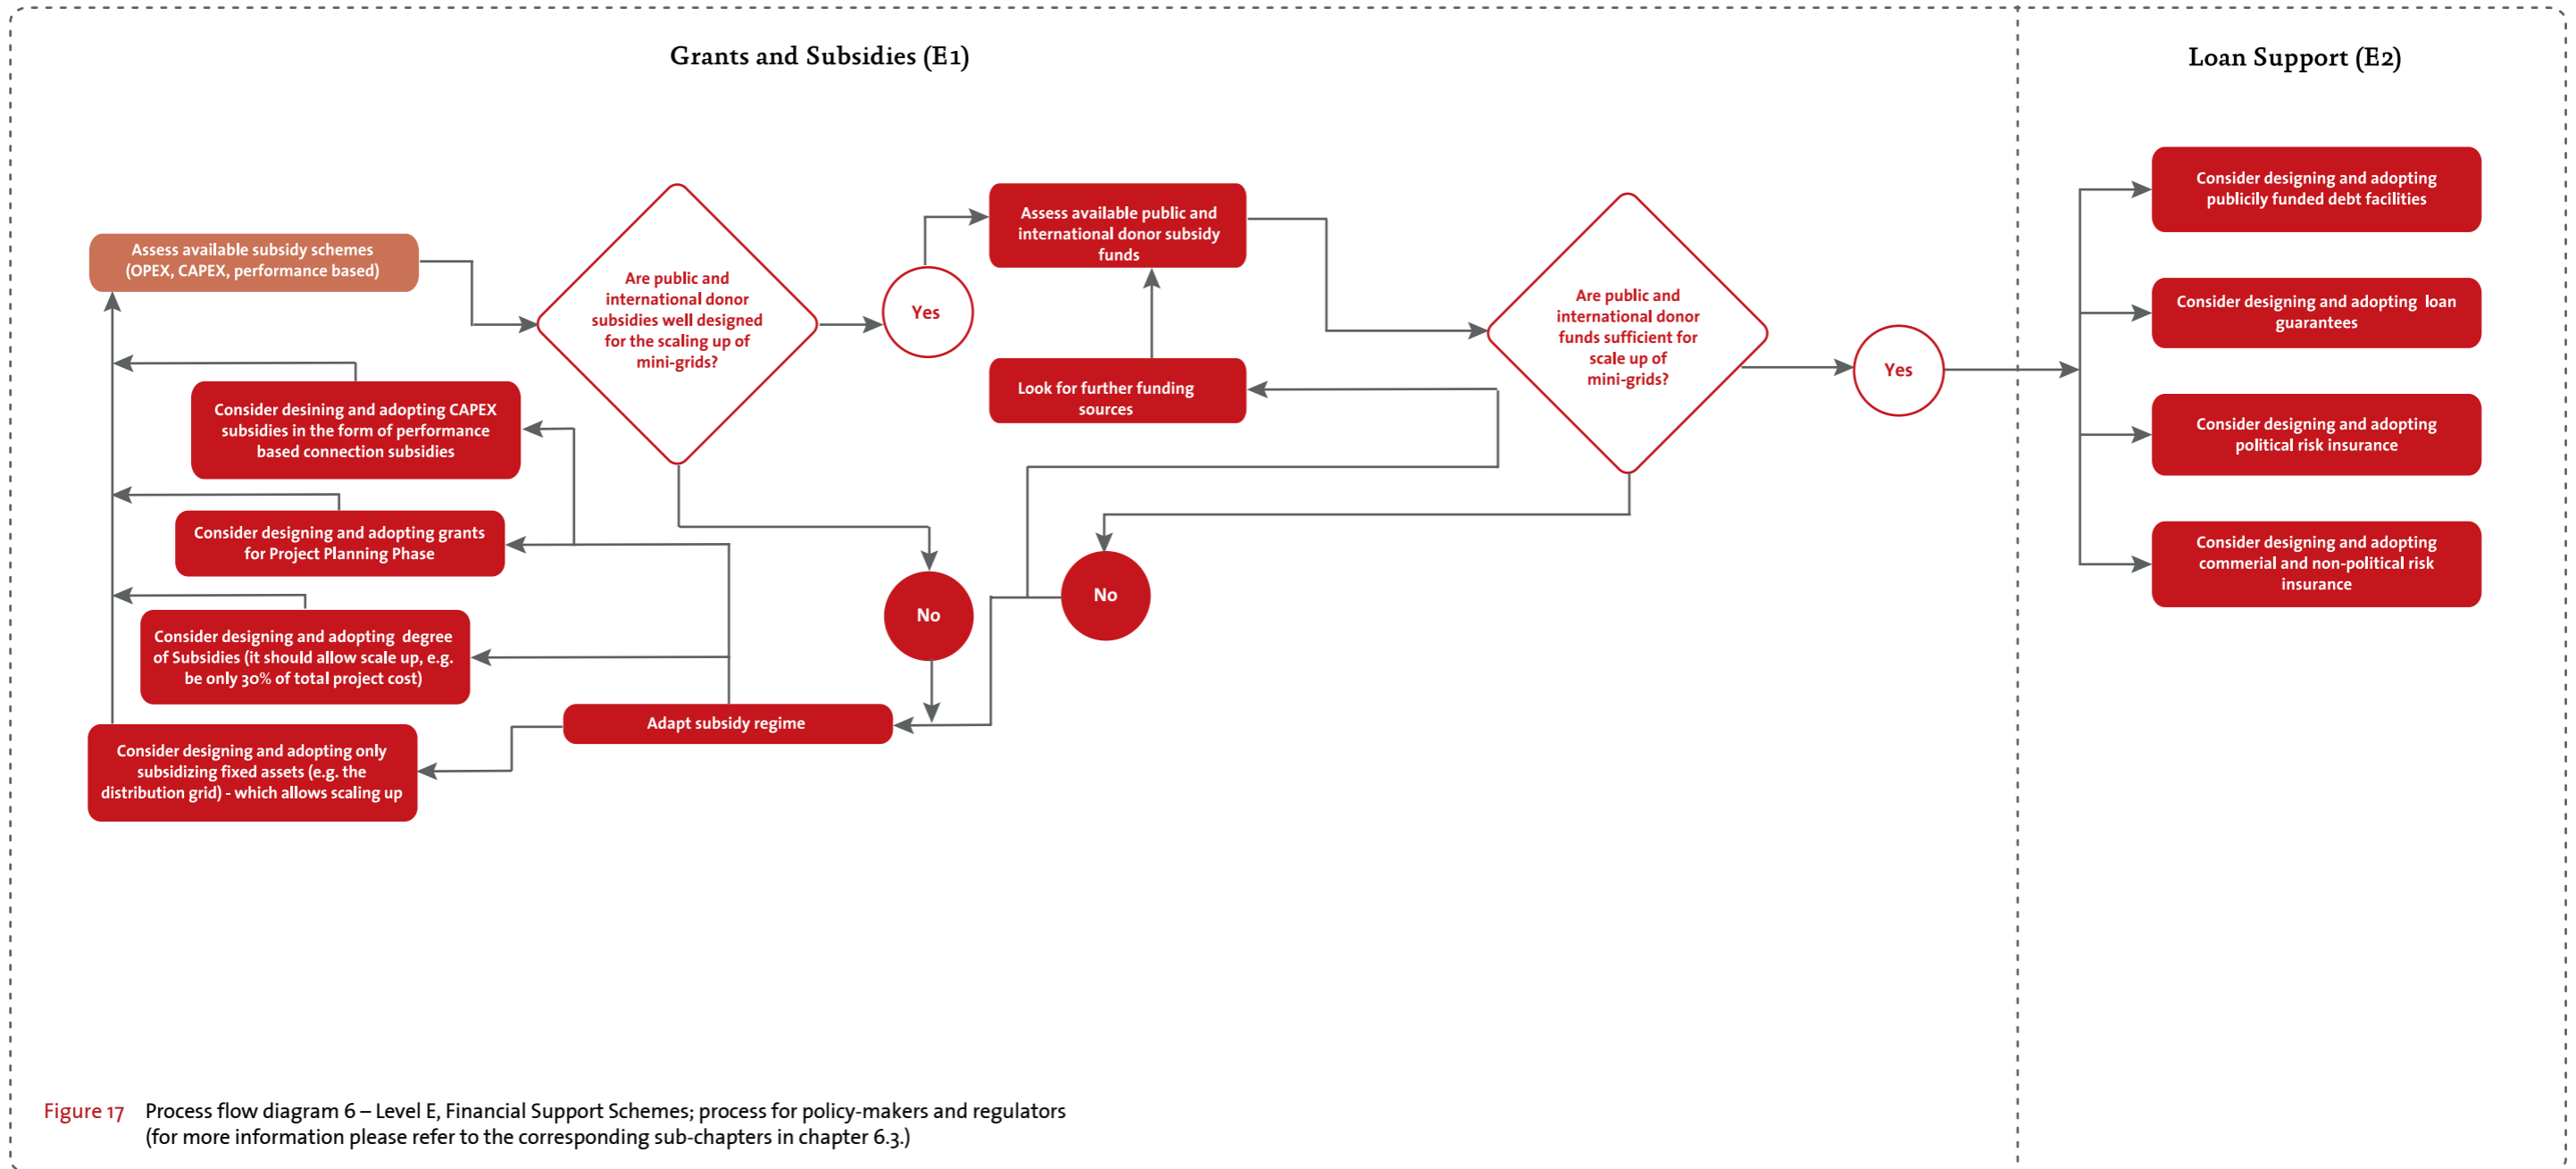 Grants and Subsidies (E1)
Loan Support (E2)
Assess available subsidy schemes
(OPEX, CAPEX, performance based)
Are public and
international donor
subsidies well designed
for the scaling up of
mini-grids?
Yes
Assess available public and
international donor subsidy
funds
Look for further funding
sources
Are public and
international donor
funds sufficient for
scale up of
mini-grids?
Yes
Consider designing and adopting
publicily funded debt facilities
Consider designing and adopting loan
guarantees
Consider designing and adopting
political risk insurance
Consider designing and adopting
commerial and non-political risk
insurance
Consider desining and adopting CAPEX
subsidies in the form of performance
based connection subsidies
Consider designing and adopting grants
for Project Planning Phase
Consider designing and adopting degree
of Subsidies (it should allow scale up, e.g.
be only 30% of total project cost)
Consider designing and adopting only
subsidizing fixed assets (e.g. the
distribution grid) - which allows scaling up
Adapt subsidy regime
No
No
Figure 17 Process flow diagram 6 – Level E, Financial Support Schemes; process for policy-makers and regulators
(for more information please refer to the corresponding sub-chapters in chapter 6.3.)